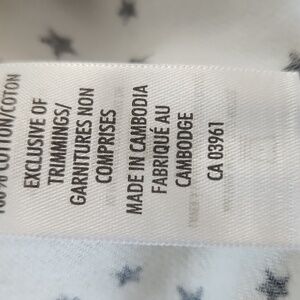 100% COTTON/COTON
EXCLUSIVE OF
TRIMMINGS/
GARNITURES NON
COMPRISES
MADE IN CAMBODIA
FABRIQUÉ AU
CAMBODGE
CA 03961